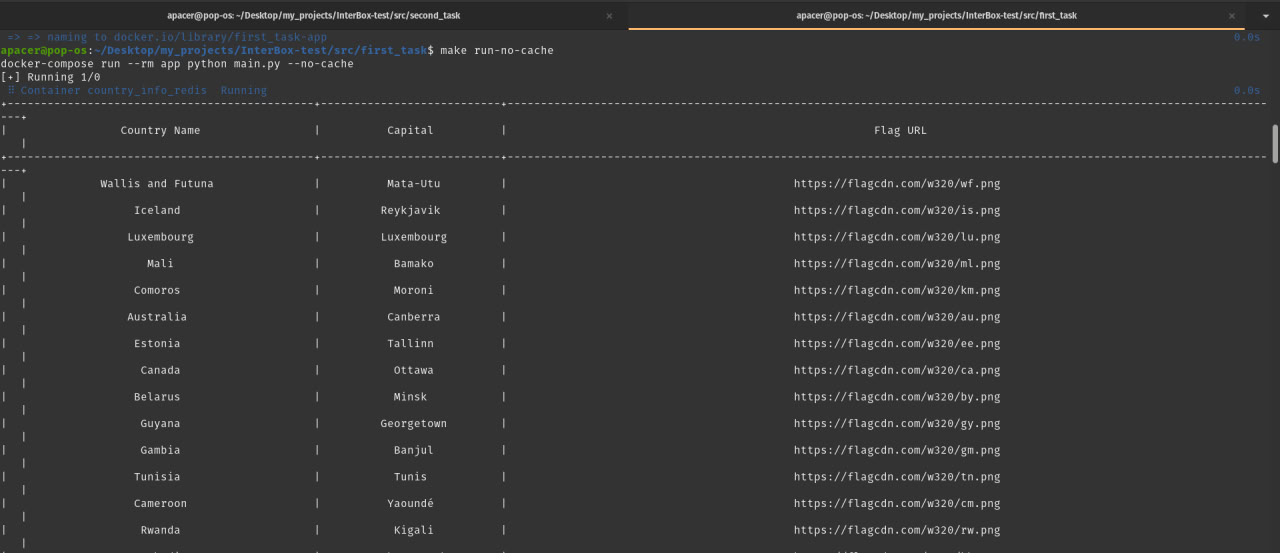 apacer@pop-os: ~/Desktop/my_projects/InterBox-test/src/second_task × apacer@pop-os: ~/Desktop/my_projects/InterBox-test/src/first_task ×
=> => naming to docker.io/library/first_task-app 0.0s
apacer@pop-os:~/Desktop/my_projects/InterBox-test/src/first_task$ make run-no-cache
docker-compose run --rm app python main.py --no-cache
[+] Running 1/0
⠿ Container country_info_redis Running 0.0s
| Country Name | Capital | Flag URL |
| Wallis and Futuna | Mata-Utu | https://flagcdn.com/w320/wf.png |
| Iceland | Reykjavik | https://flagcdn.com/w320/is.png |
| Luxembourg | Luxembourg | https://flagcdn.com/w320/lu.png |
| Mali | Bamako | https://flagcdn.com/w320/ml.png |
| Comoros | Moroni | https://flagcdn.com/w320/km.png |
| Australia | Canberra | https://flagcdn.com/w320/au.png |
| Estonia | Tallinn | https://flagcdn.com/w320/ee.png |
| Canada | Ottawa | https://flagcdn.com/w320/ca.png |
| Belarus | Minsk | https://flagcdn.com/w320/by.png |
| Guyana | Georgetown | https://flagcdn.com/w320/gy.png |
| Gambia | Banjul | https://flagcdn.com/w320/gm.png |
| Tunisia | Tunis | https://flagcdn.com/w320/tn.png |
| Cameroon | Yaoundé | https://flagcdn.com/w320/cm.png |
| Rwanda | Kigali | https://flagcdn.com/w320/rw.png |